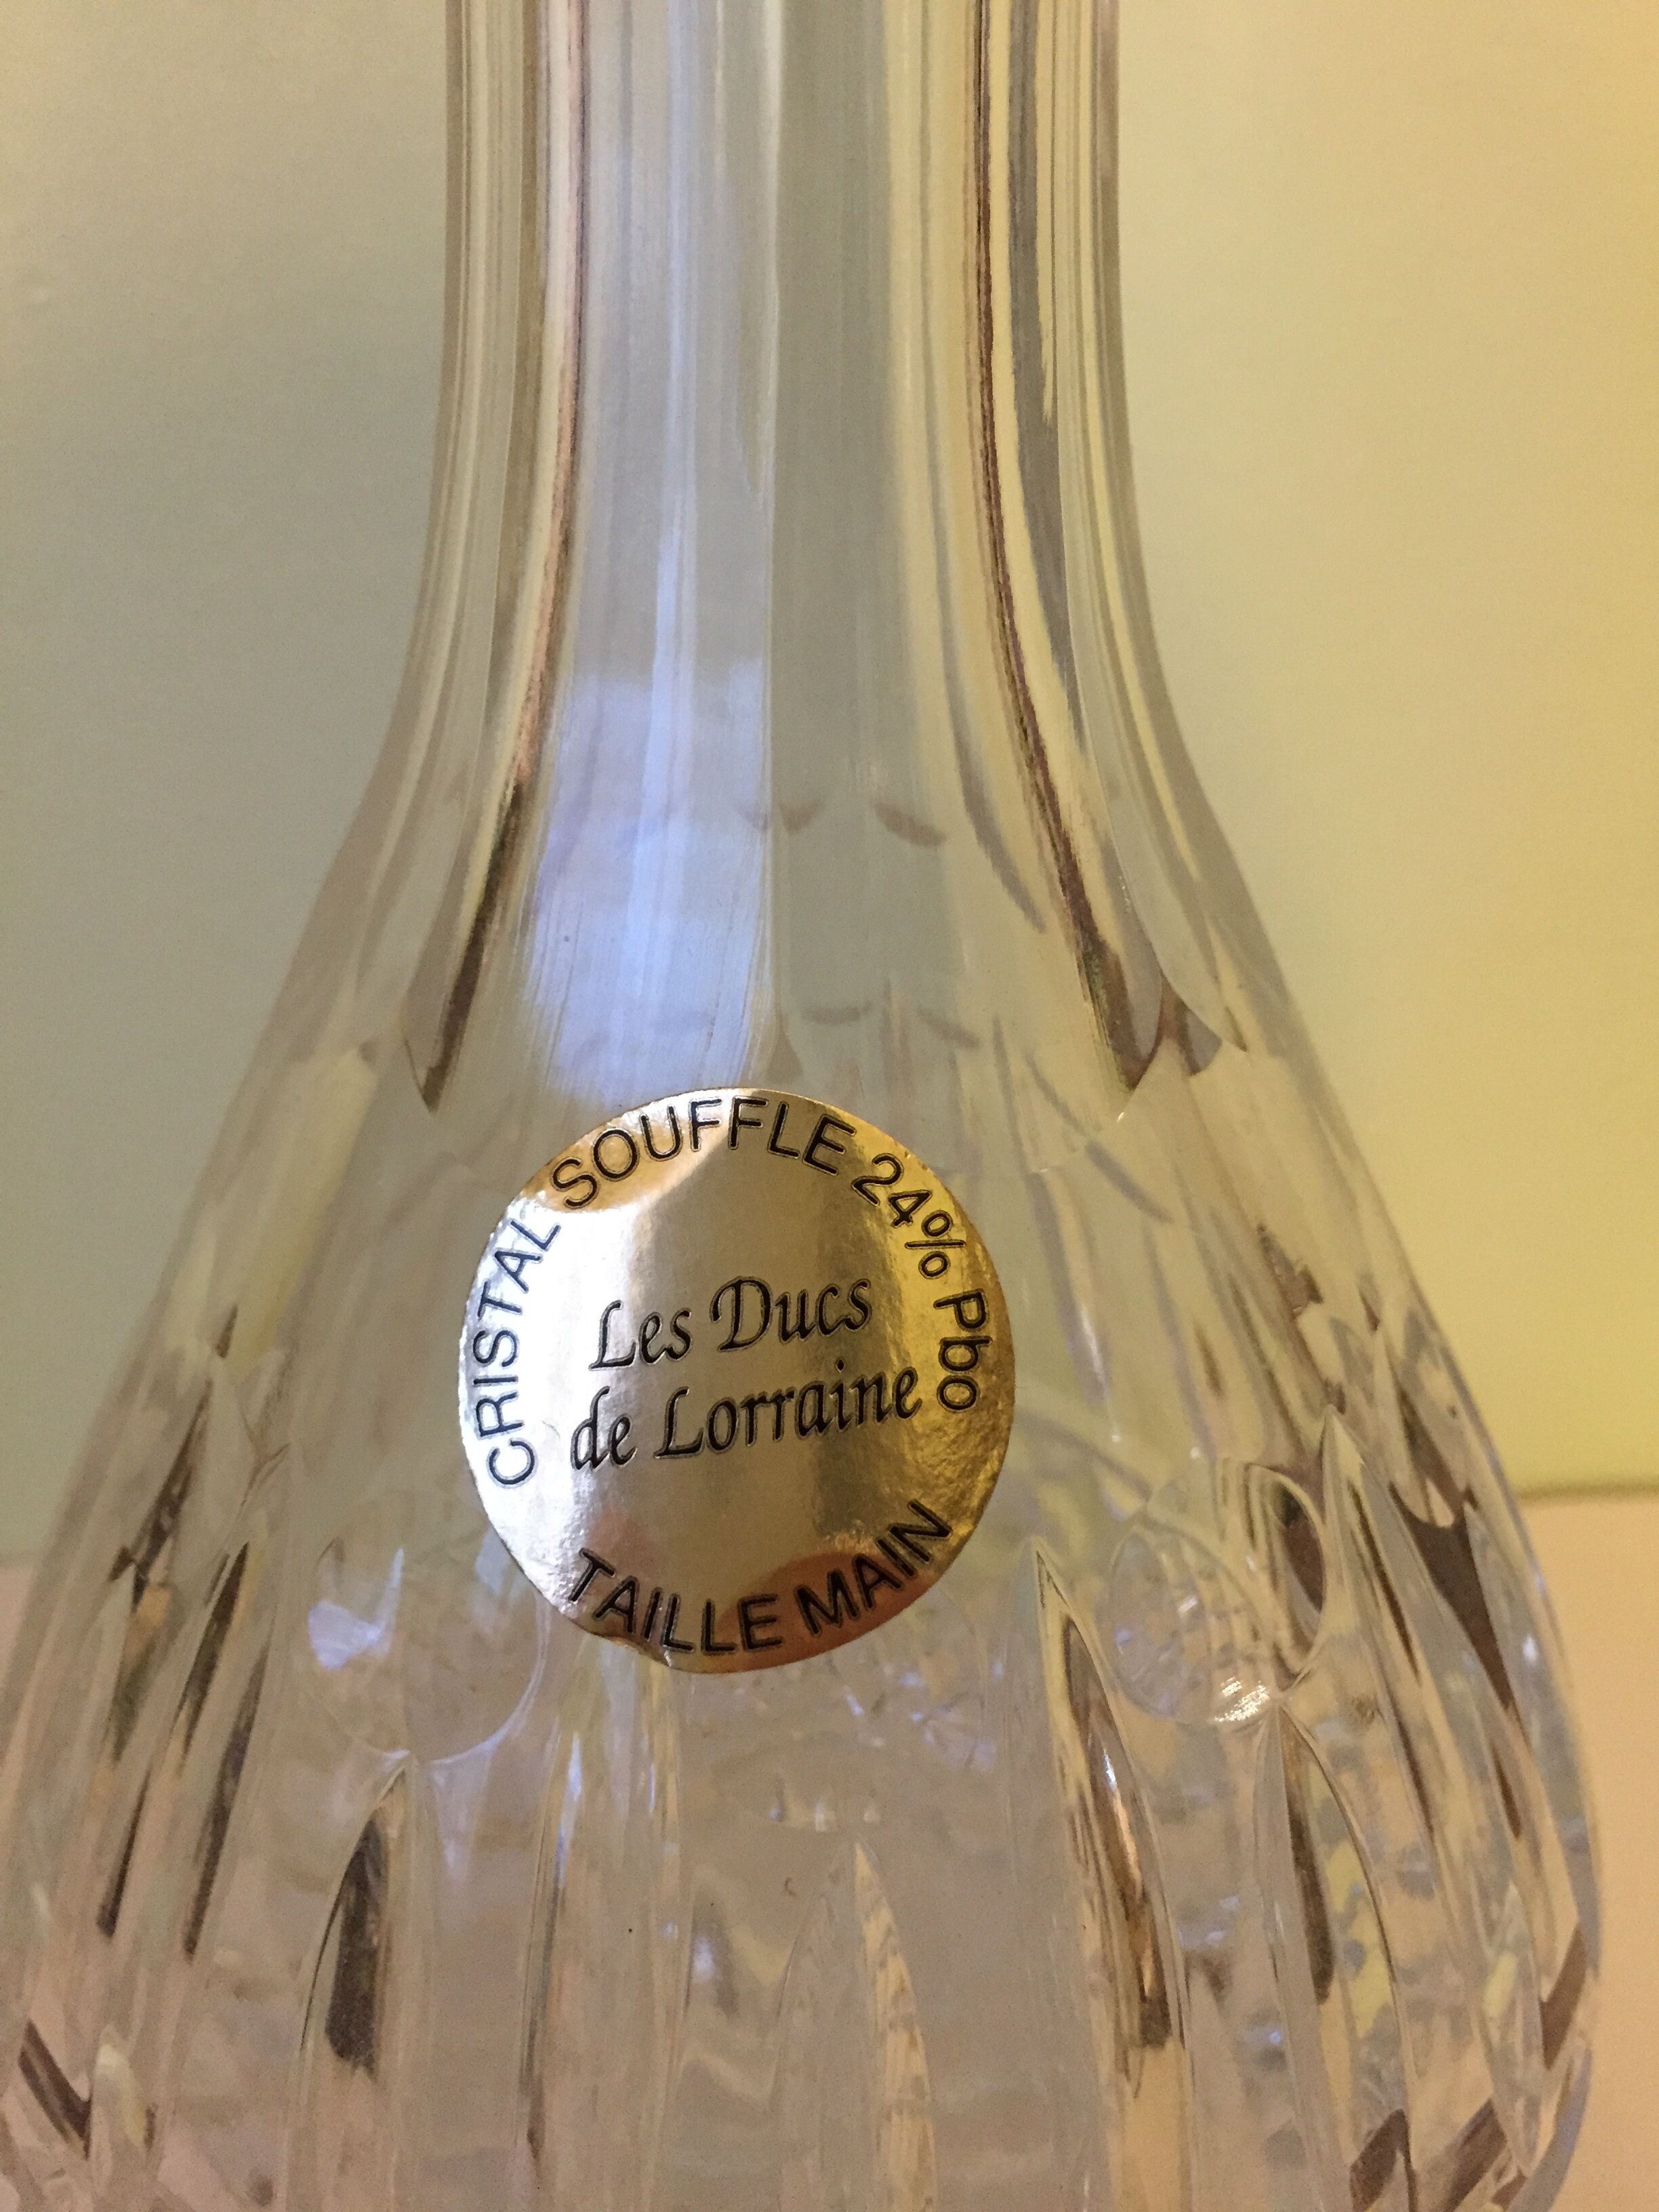 CRISTAL SOUFFLE 24% Pbo
Les Ducs
de Lorraine
TAILLE MAIN